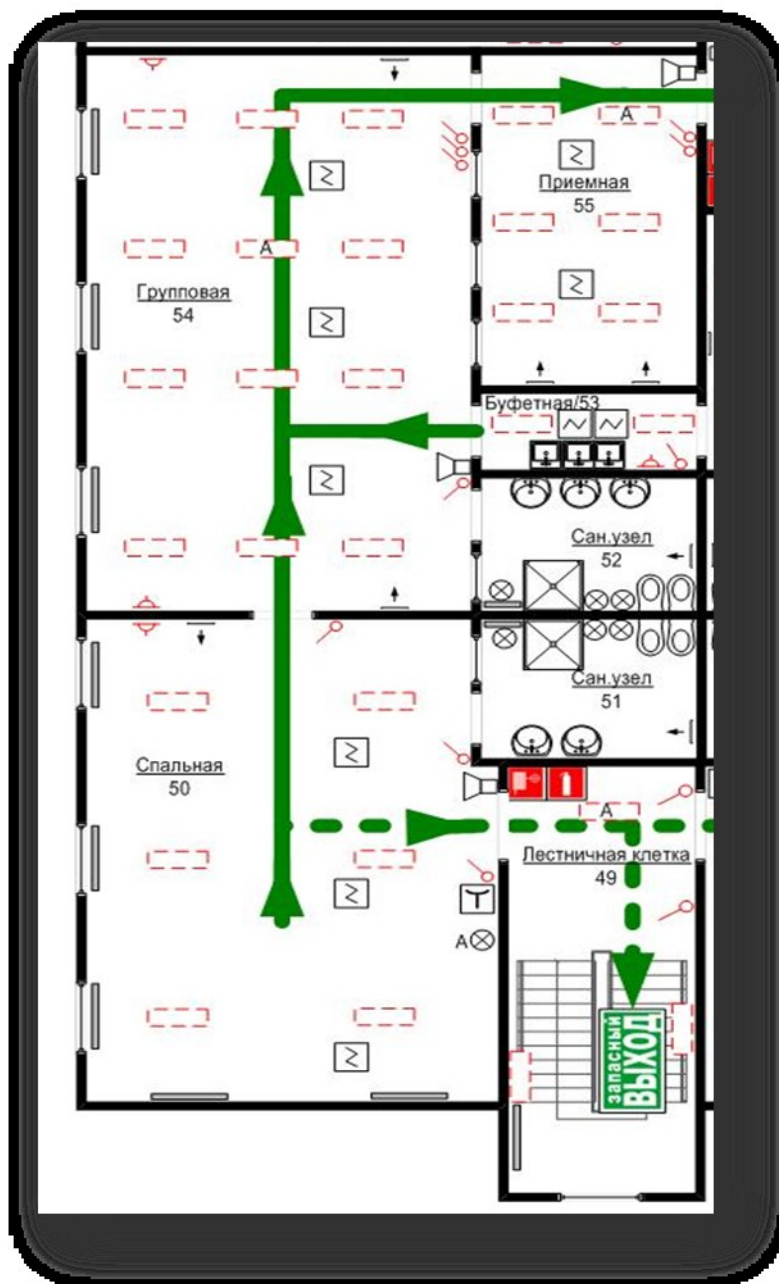 А
Приемная
55
А
Групповая
54
Буфетная/53
Сан.узел
52
Сан.узел
51
Спальная
50
А
Лестничная клетка
49
А
запасный
ВЫХОД